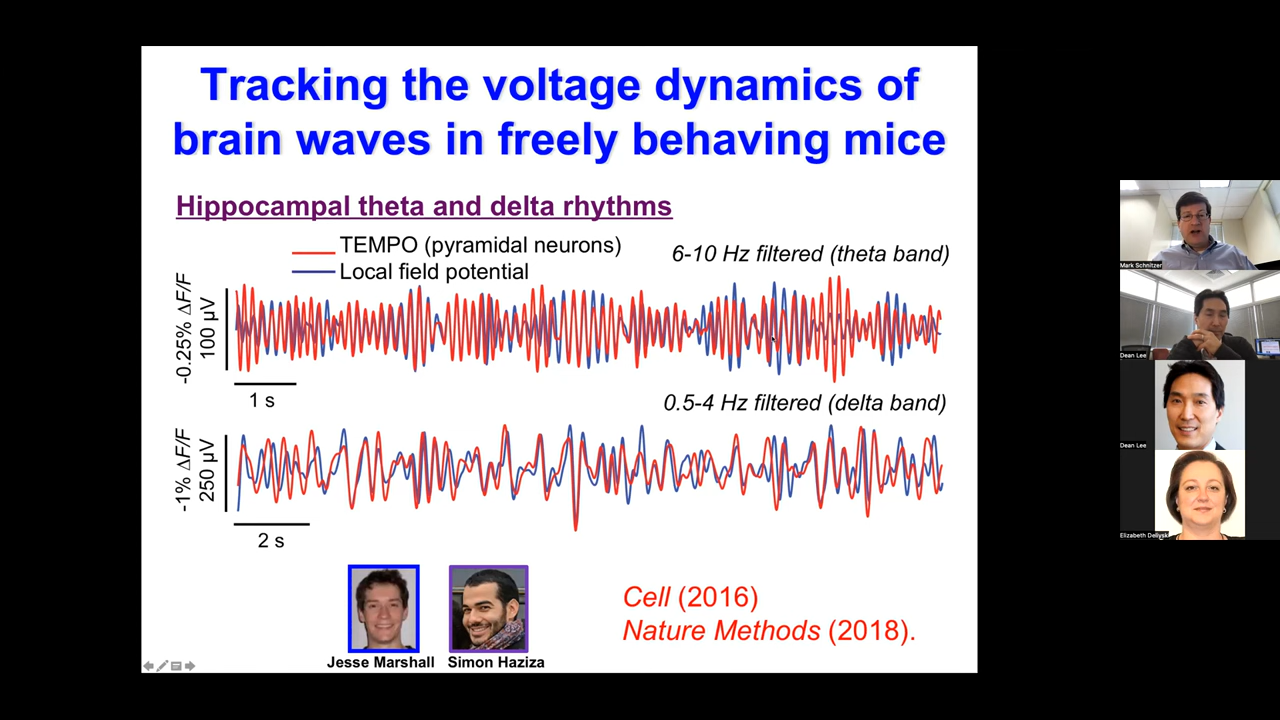 Tracking the voltage dynamics of
brain waves in freely behaving mice
Hippocampal theta and delta rhythms
TEMPO (pyramidal neurons)
Local field potential
6-10 Hz filtered (theta band)
-0.25% ΔF/F
100 μV
1 s
0.5-4 Hz filtered (delta band)
-1% ΔF/F
250 μV
2 s
Jesse Marshall
Simon Haziza
Cell (2016)
Nature Methods (2018).
Mark Schnitzer
Dean Lee
Dean Lee
Elizabeth